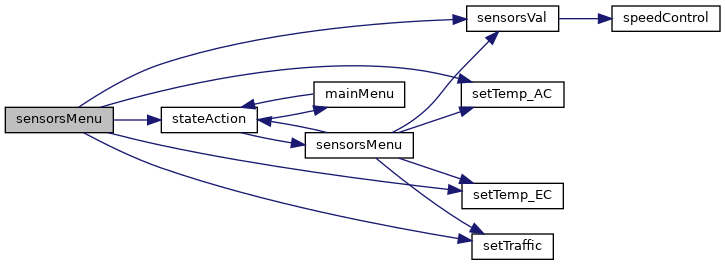 sensorsVal
speedControl
mainMenu
setTemp_AC
sensorsMenu
stateAction
sensorsMenu
setTemp_EC
setTraffic